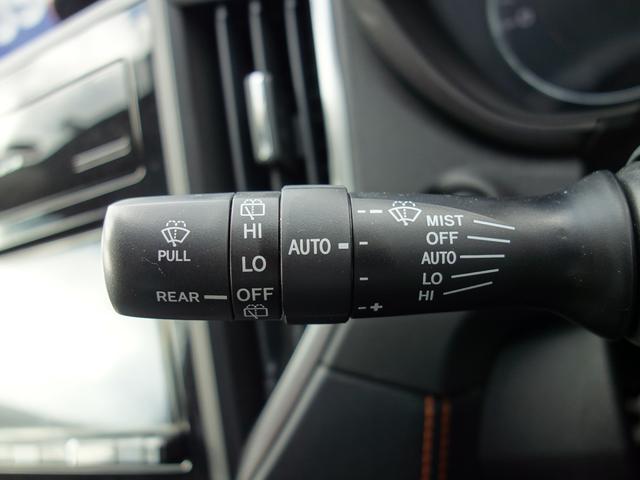 PULL
REAR
HI
LO
OFF
AUTO
- +
MIST
OFF
AUTO
LO
HI